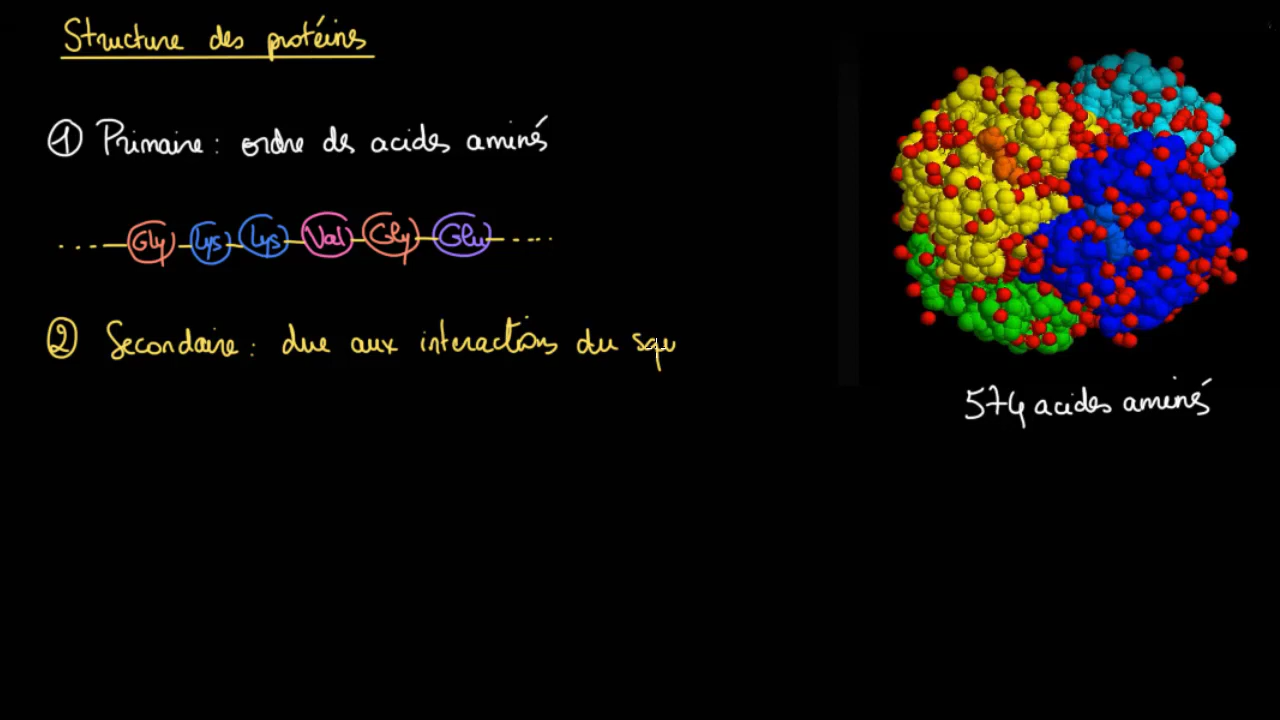 Structure des protéines
① Primaire : ordre de acides aminés
....—Gly—Lys—Lys—Val—Gly—Glu—....
② Secondaire : due aux interactions du squ
574 acides aminés